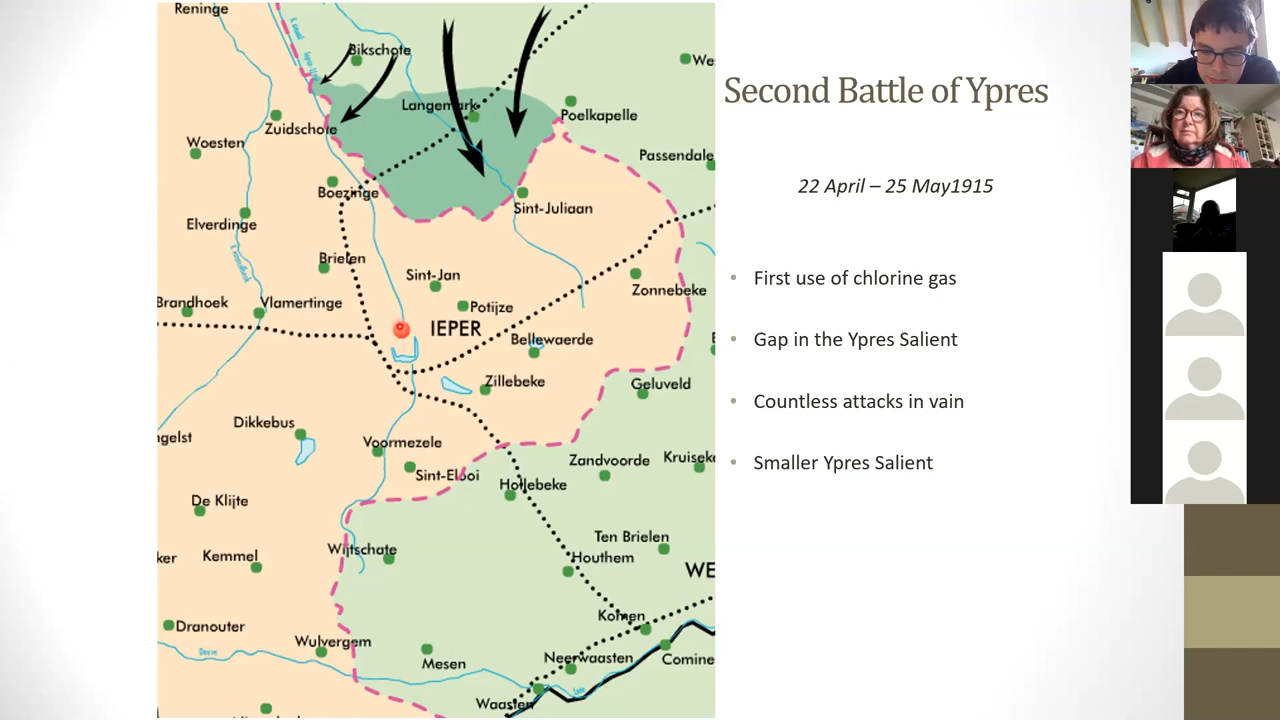 Reninge
Bikschote
We
Langemark
Poelkapelle
Zuidschote
Woesten
Passendale
Boezinge
Sint-Juliaan
Elverdinge
Brielen
Sint-Jan
Zonnebeke
Brandhoek
Vlamertinge
Potijze
IEPER
Bellewaerde
Zillebeke
Geluveld
Dikkebus
ngelst
Voormezele
Zandvoorde
Kruiseke
Sint-Elooi
Hollebeke
De Klijte
Ten Brielen
Wijtschate
ker
Kemmel
Houthem
WE
Komen
Dranouter
Wulvergem
Mesen
Neerwaasten
Comine
Waasten
Second Battle of Ypres
22 April – 25 May1915
• First use of chlorine gas
• Gap in the Ypres Salient
• Countless attacks in vain
• Smaller Ypres Salient